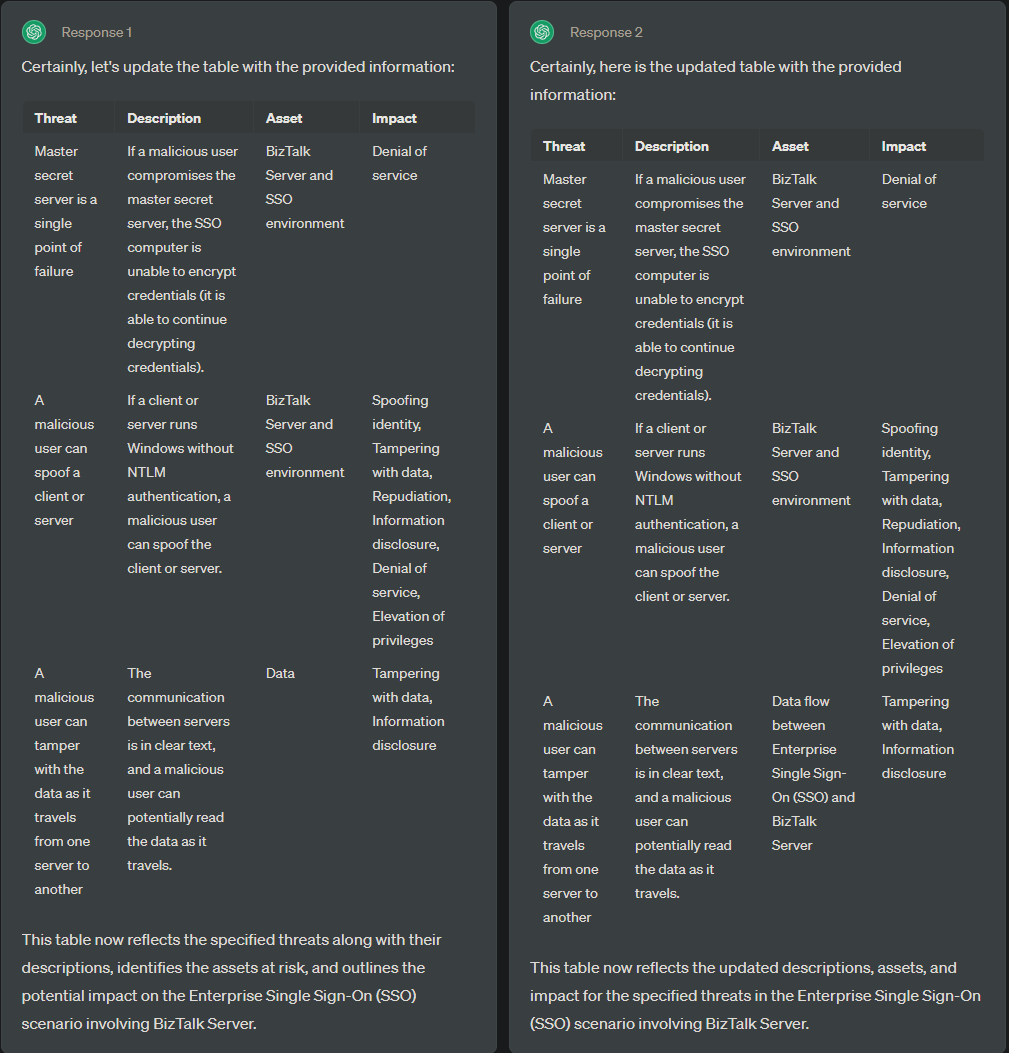 Response 1
Certainly, let's update the table with the provided information:
Threat
Description
Asset
Impact
Master
secret
server is a
single
point of
failure
If a malicious user
compromises the
master secret
server, the SSO
computer is
unable to encrypt
credentials (it is
able to continue
decrypting
credentials).
BizTalk
Server and
SSO
environment
Denial of
service
A
malicious
user can
spoof a
client or
server
If a client or
server runs
Windows without
NTLM
authentication, a
malicious user
can spoof the
client or server.
BizTalk
Server and
SSO
environment
Spoofing
identity,
Tampering
with data,
Repudiation,
Information
disclosure,
Denial of
service,
Elevation of
privileges
A
malicious
user can
tamper
with the
data as it
travels
from one
server to
another
The
communication
between servers
is in clear text,
and a malicious
user can
potentially read
the data as it
travels.
Data
Tampering
with data,
Information
disclosure
This table now reflects the specified threats along with their
descriptions, identifies the assets at risk, and outlines the
potential impact on the Enterprise Single Sign-On (SSO)
scenario involving BizTalk Server.
Response 2
Certainly, here is the updated table with the provided
information:
Threat
Description
Asset
Impact
Master
secret
server is a
single
point of
failure
If a malicious user
compromises the
master secret
server, the SSO
computer is
unable to encrypt
credentials (it is
able to continue
decrypting
credentials).
BizTalk
Server and
SSO
environment
Denial of
service
A
malicious
user can
spoof a
client or
server
If a client or
server runs
Windows without
NTLM
authentication, a
malicious user
can spoof the
client or server.
BizTalk
Server and
SSO
environment
Spoofing
identity,
Tampering
with data,
Repudiation,
Information
disclosure,
Denial of
service,
Elevation of
privileges
A
malicious
user can
tamper
with the
data as it
travels
from one
server to
another
The
communication
between servers
is in clear text,
and a malicious
user can
potentially read
the data as it
travels.
Data flow
between
Enterprise
Single Sign-
On (SSO) and
BizTalk
Server
Tampering
with data,
Information
disclosure
This table now reflects the updated descriptions, assets, and
impact for the specified threats in the Enterprise Single Sign-On
(SSO) scenario involving BizTalk Server.